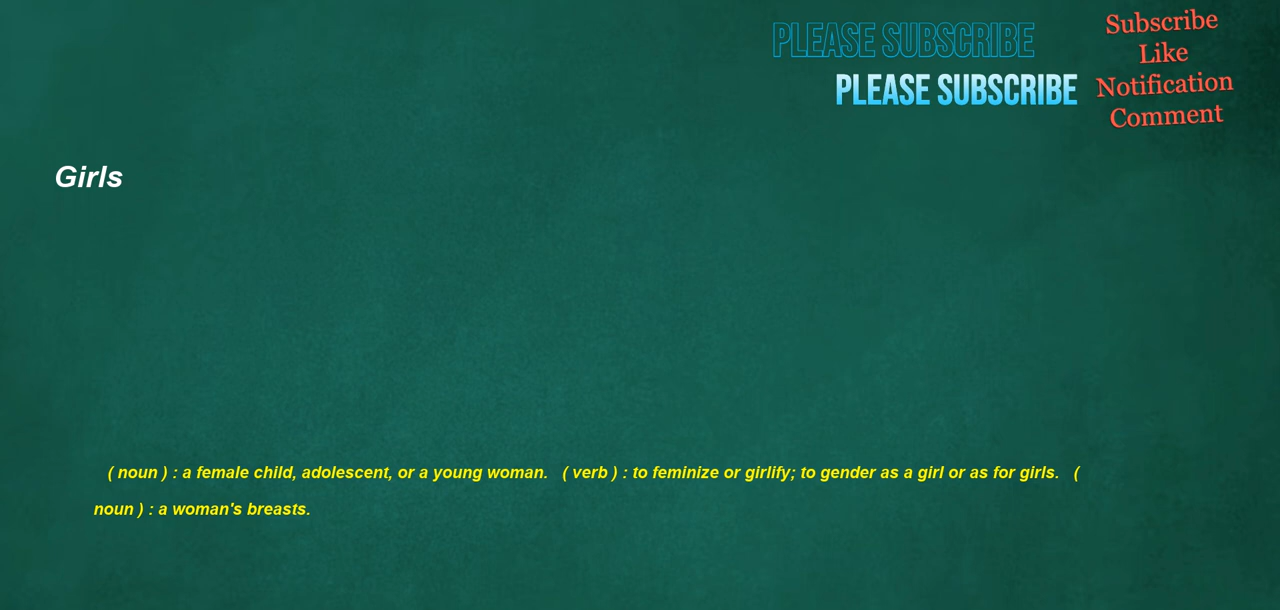 PLEASE SUBSCRIBE
PLEASE SUBSCRIBE
Subscribe
Like
Notification
Comment
Girls
( noun ) : a female child, adolescent, or a young woman. ( verb ) : to feminize or girlify; to gender as a girl or as for girls. (
noun ) : a woman's breasts.